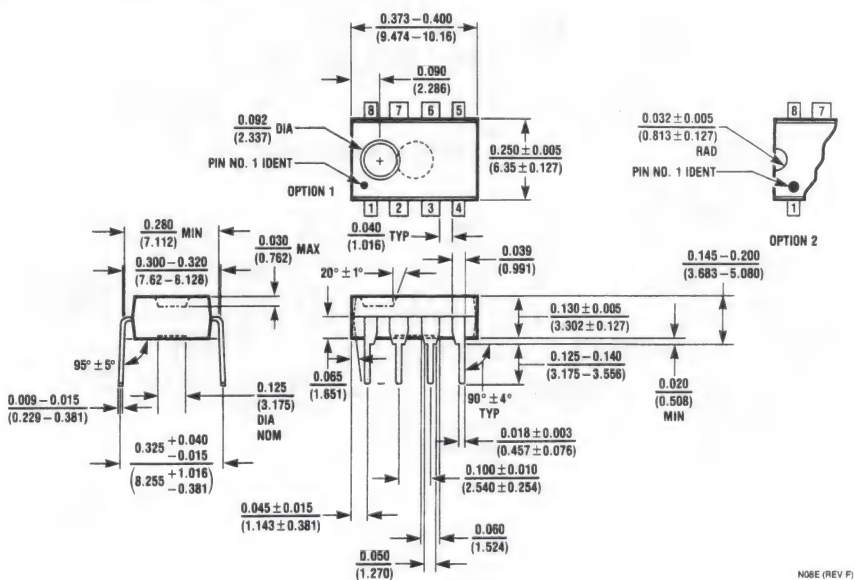 0.373 – 0.400
(9.474 – 10.16)
0.090
(2.286)
8 7 6 5
0.092 DIA
(2.337)
PIN NO. 1 IDENT
OPTION 1
1 2 3 4
0.250 ± 0.005
(6.35 ± 0.127)
0.032 ± 0.005
(0.813 ± 0.127)
RAD
PIN NO. 1 IDENT
8 7
1
OPTION 2
0.280 MIN
(7.112)
0.300 – 0.320
(7.62 – 8.128)
0.030 MAX
(0.762)
0.040 TYP
(1.016)
0.039
(0.991)
20° ± 1°
0.145 – 0.200
(3.683 – 5.080)
0.130 ± 0.005
(3.302 ± 0.127)
0.125 – 0.140
(3.175 – 3.556)
0.020
(0.508)
MIN
95° ± 5°
0.009 – 0.015
(0.229 – 0.381)
0.125
(3.175)
DIA
NOM
0.065
(1.651)
90° ± 4°
TYP
0.325 +0.040 –0.015
(8.255 +1.016 –0.381)
0.018 ± 0.003
(0.457 ± 0.076)
0.100 ± 0.010
(2.540 ± 0.254)
0.045 ± 0.015
(1.143 ± 0.381)
0.060
(1.524)
0.050
(1.270)
N08E (REV F)